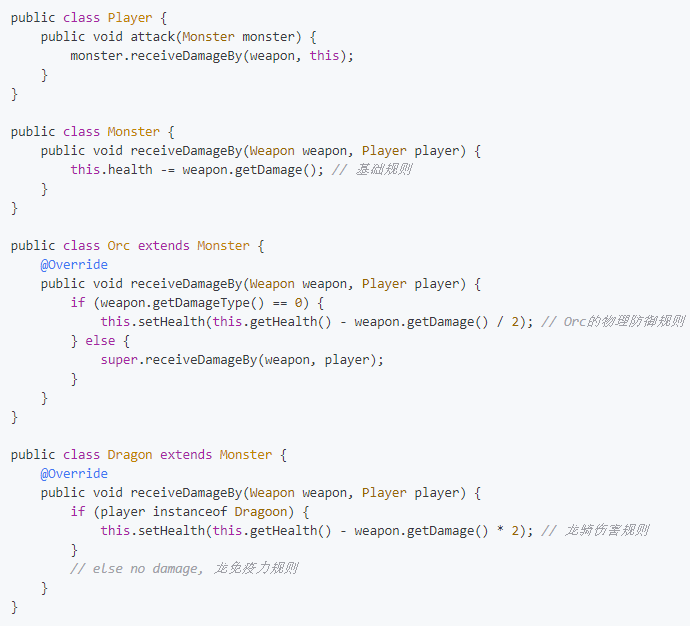 public class Player {
    public void attack(Monster monster) {
        monster.receiveDamageBy(weapon, this);
    }
}

public class Monster {
    public void receiveDamageBy(Weapon weapon, Player player) {
        this.health -= weapon.getDamage(); // 基础规则
    }
}

public class Orc extends Monster {
    @Override
    public void receiveDamageBy(Weapon weapon, Player player) {
        if (weapon.getDamageType() == 0) {
            this.setHealth(this.getHealth() - weapon.getDamage() / 2); // Orc的物理防御规则
        } else {
            super.receiveDamageBy(weapon, player);
        }
    }
}

public class Dragon extends Monster {
    @Override
    public void receiveDamageBy(Weapon weapon, Player player) {
        if (player instanceof Dragoon) {
            this.setHealth(this.getHealth() - weapon.getDamage() * 2); // 龙骑伤害规则
        }
        // else no damage, 龙免疫力规则
    }
}